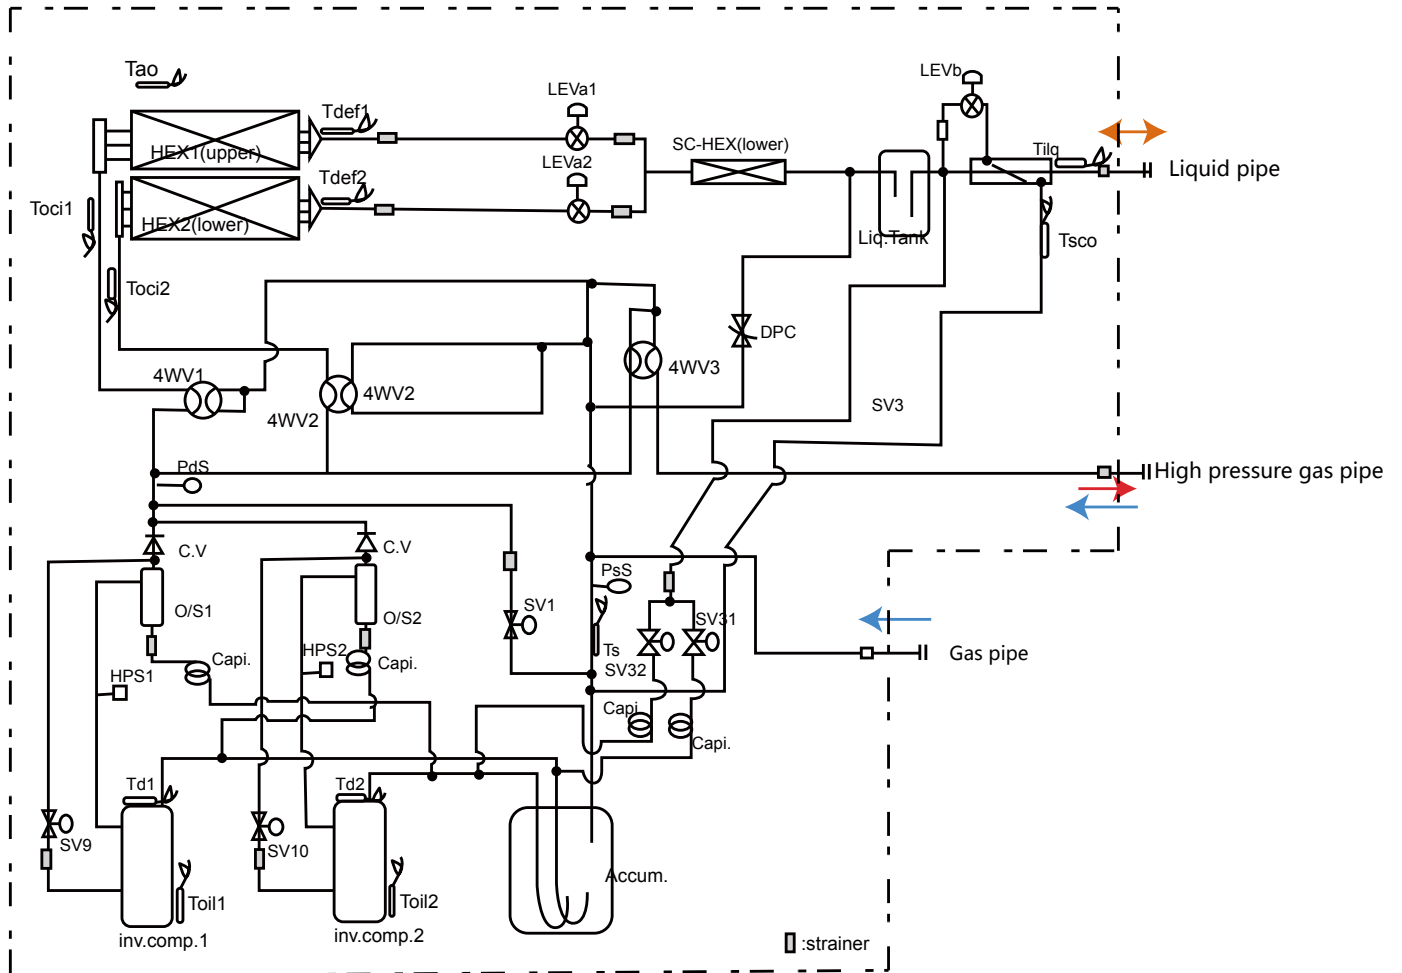 Tao
LEVa1
LEVb
Tdef1
HEX1(upper)
LEVa2
SC-HEX(lower)
Tilq
Liquid pipe
Tdef2
Toci1
HEX2(lower)
Liq.Tank
Tsco
Toci2
DPC
4WV1
4WV3
4WV2
4WV2
SV3
PdS
High pressure gas pipe
C.V
C.V
PsS
O/S1
O/S2
SV1
SV31
HPS2
Ts
Gas pipe
Capi.
Capi.
SV32
HPS1
Capi.
Capi.
Td1
Td2
SV9
SV10
Accum.
Toil1
Toil2
inv.comp.1
inv.comp.2
:strainer